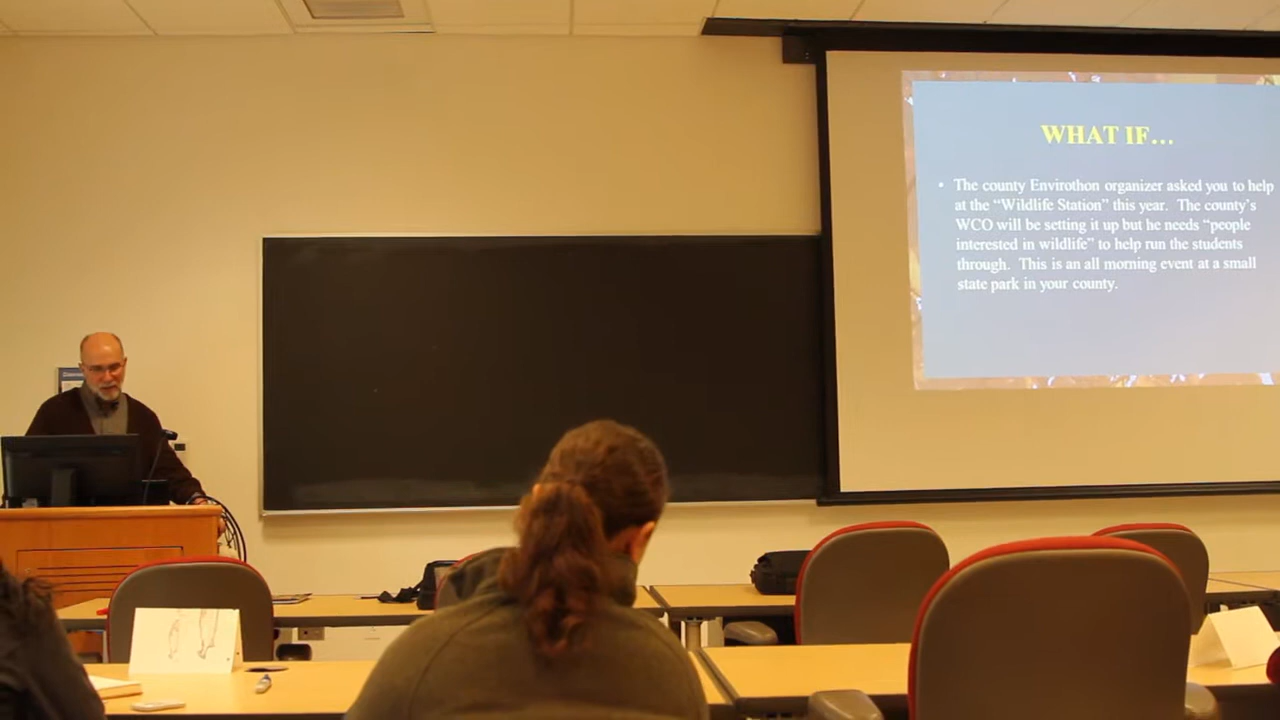 WHAT IF...
• The county Envirothon organizer asked you to help
at the “Wildlife Station” this year. The county’s
WCO will be setting it up but he needs “people
interested in wildlife” to help run the students
through. This is an all morning event at a small
state park in your county.